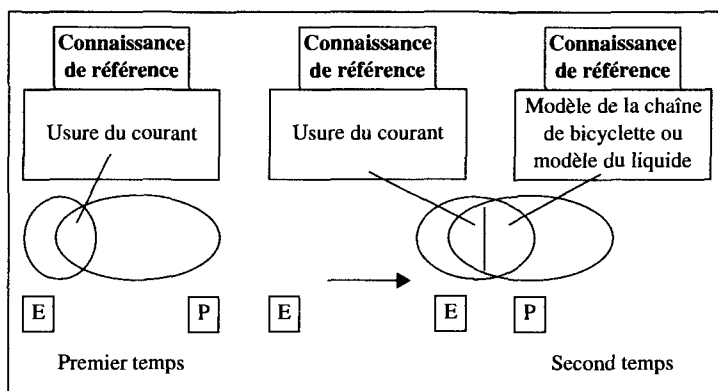 Connaissance
de référence
Connaissance
de référence
Connaissance
de référence
Usure du courant
Usure du courant
Modèle de la chaîne
de bicyclette ou
modèle du liquide
E
P
E
E
P
Premier temps
Second temps